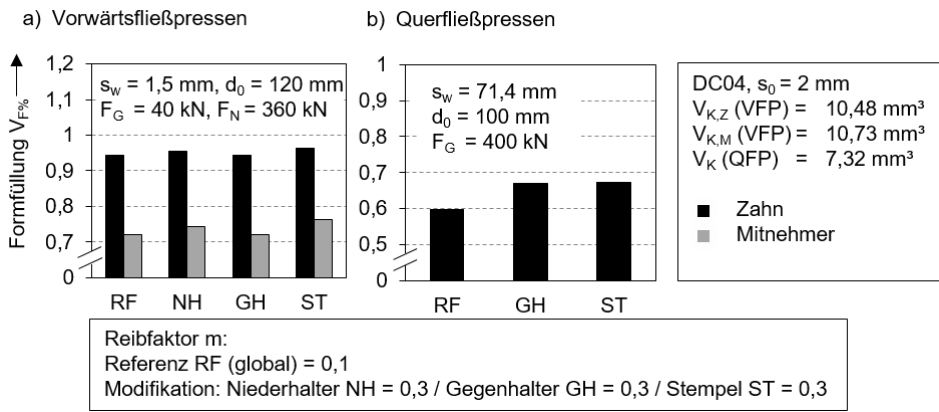 a) Vorwärtsfließpressen
b) Querfließpressen
Formfüllung V_F%
1,2
1,1
1
0,9
0,8
0,7
0
s_w = 1,5 mm, d_0 = 120 mm
F_G = 40 kN, F_N = 360 kN
RF NH GH ST
1
0,9
0,8
0,7
0,6
0,5
0
s_w = 71,4 mm
d_0 = 100 mm
F_G = 400 kN
RF GH ST
DC04, s_0 = 2 mm
V_K,Z (VFP) = 10,48 mm³
V_K,M (VFP) = 10,73 mm³
V_K (QFP) = 7,32 mm³
Zahn
Mitnehmer
Reibfaktor m:
Referenz RF (global) = 0,1
Modifikation: Niederhalter NH = 0,3 / Gegenhalter GH = 0,3 / Stempel ST = 0,3